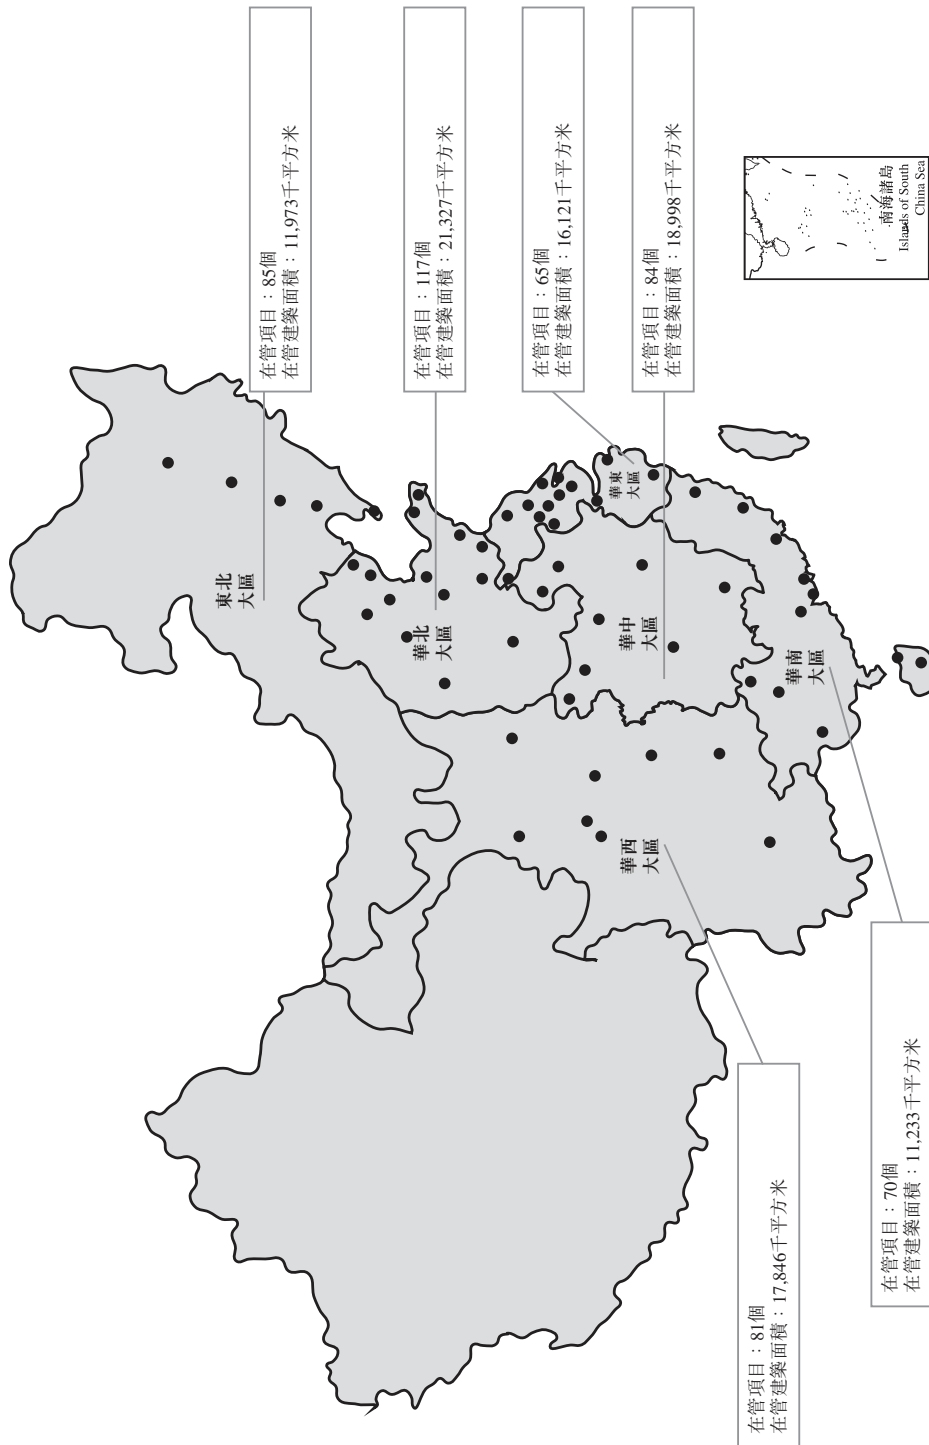 在管項目：85個
在管建築面積：11,973千平方米
在管項目：117個
在管建築面積：21,327千平方米
在管項目：65個
在管建築面積：16,121千平方米
在管項目：84個
在管建築面積：18,998千平方米
東北
大區
華北
大區
華東
大區
華中
大區
華南
大區
華西
大區
南海諸島
Islands of South
China Sea
在管項目：81個
在管建築面積：17,846千平方米
在管項目：70個
在管建築面積：11,233千平方米